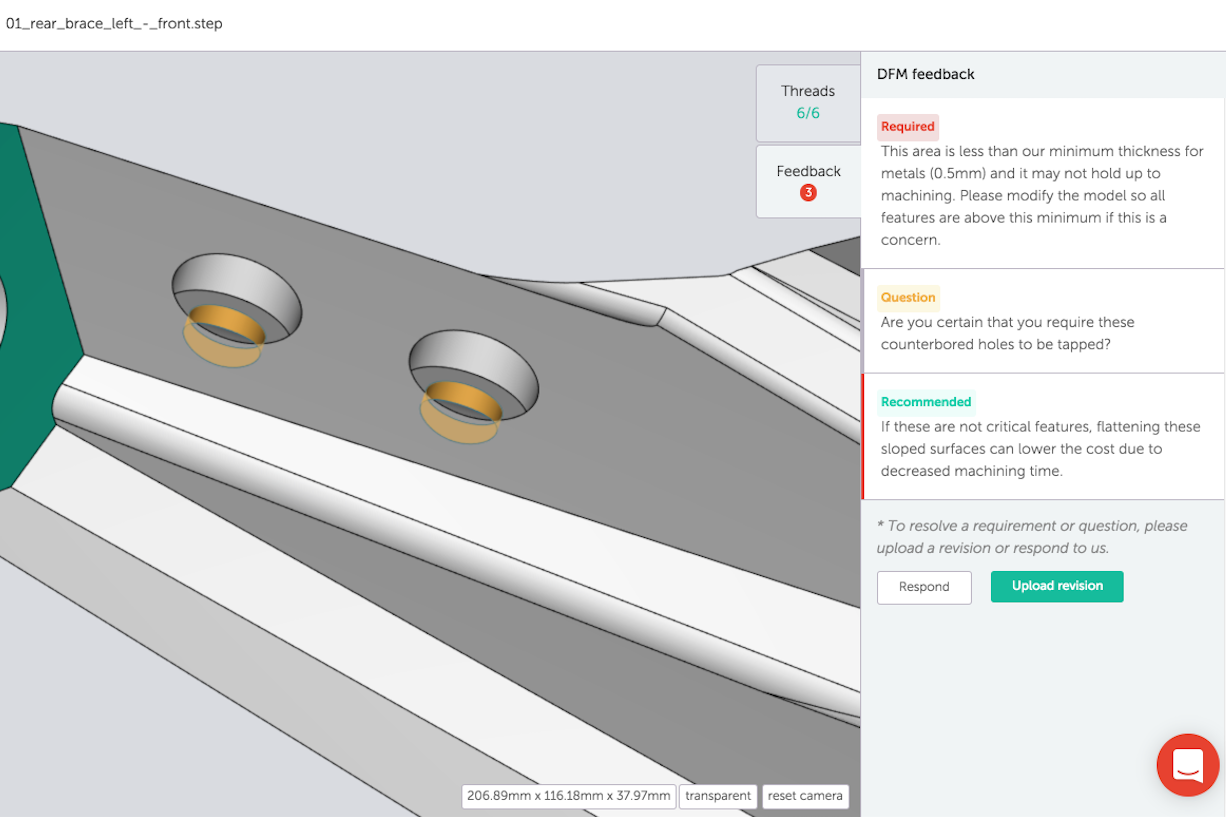 01_rear_brace_left_-_front.step
Threads
6/6
Feedback
3
DFM feedback
Required
This area is less than our minimum thickness for
metals (0.5mm) and it may not hold up to
machining. Please modify the model so all
features are above this minimum if this is a
concern.
Question
Are you certain that you require these
counterbored holes to be tapped?
Recommended
If these are not critical features, flattening these
sloped surfaces can lower the cost due to
decreased machining time.
* To resolve a requirement or question, please
upload a revision or respond to us.
Respond
Upload revision
206.89mm x 116.18mm x 37.97mm
transparent
reset camera